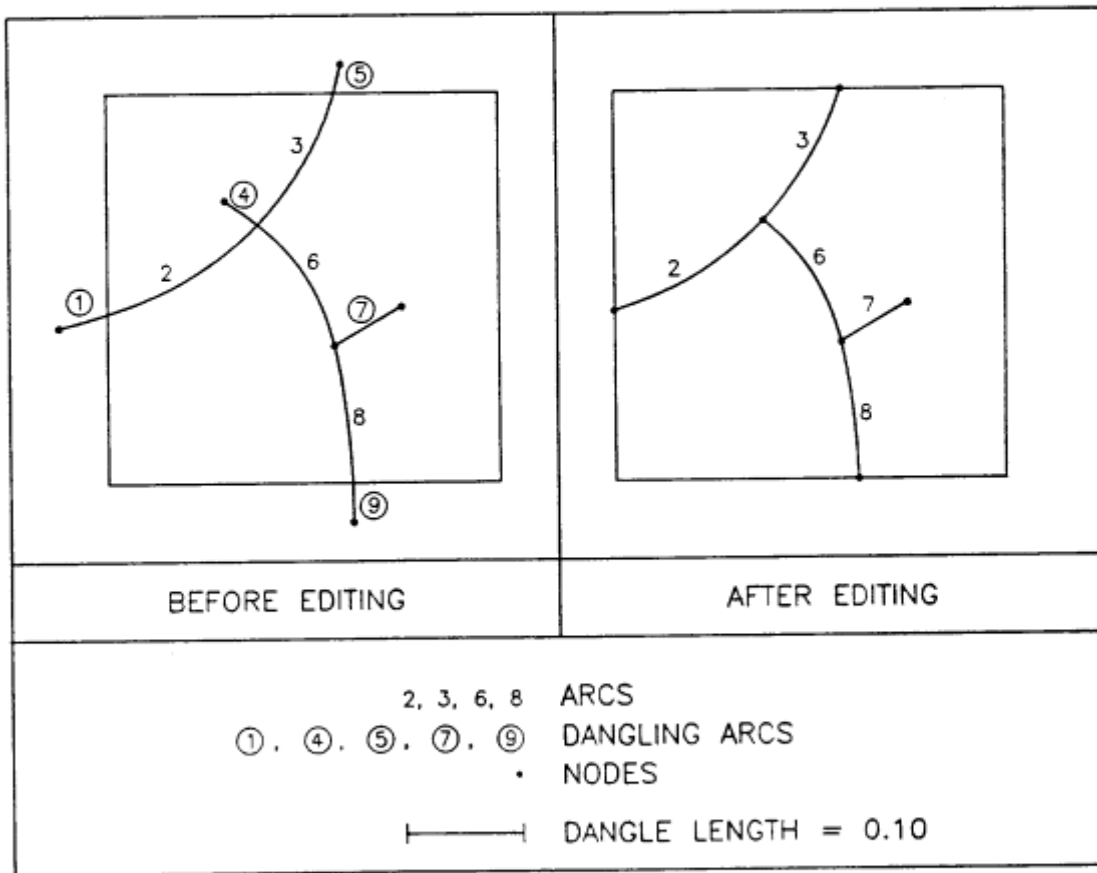 ⑤
3
④
2
6
①
⑦
8
⑨
3
2
6
7
8
BEFORE EDITING
AFTER EDITING
2, 3, 6, 8 ARCS
①, ④. ⑤, ⑦, ⑨ DANGLING ARCS
• NODES
DANGLE LENGTH = 0.10